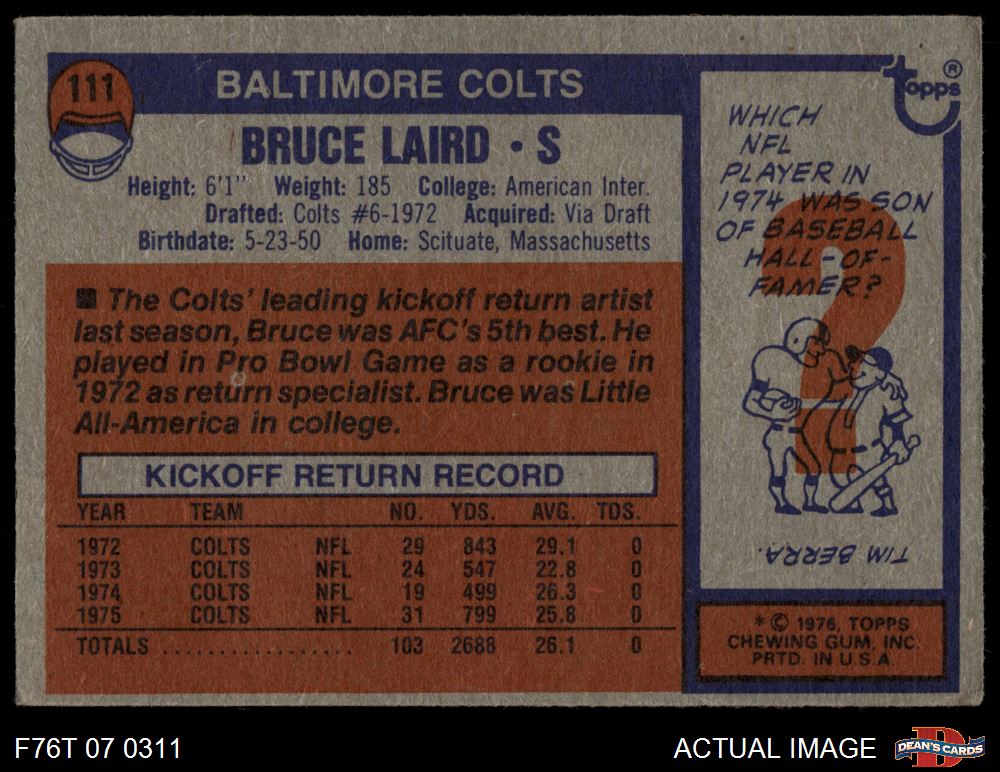 111
BALTIMORE COLTS
BRUCE LAIRD • S
Height: 6'1" Weight: 185 College: American Inter.
Drafted: Colts #6-1972 Acquired: Via Draft
Birthdate: 5-23-50 Home: Scituate, Massachusetts
■ The Colts' leading kickoff return artist
last season, Bruce was AFC's 5th best. He
played in Pro Bowl Game as a rookie in
1972 as return specialist. Bruce was Little
All-America in college.
KICKOFF RETURN RECORD
YEAR TEAM NO. YDS. AVG. TDS.
1972 COLTS NFL 29 843 29.1 0
1973 COLTS NFL 24 547 22.8 0
1974 COLTS NFL 19 499 26.3 0
1975 COLTS NFL 31 799 25.8 0
TOTALS .................. 103 2688 26.1 0
Topps ®
WHICH
NFL
PLAYER IN
1974 WAS SON
OF BASEBALL
HALL-OF-
FAMER?
?
TIM BERRA.
* © 1976, TOPPS
CHEWING GUM, INC.
PRTD. IN U.S.A.
F76T 07 0311
ACTUAL IMAGE
D
DEAN'S CARDS